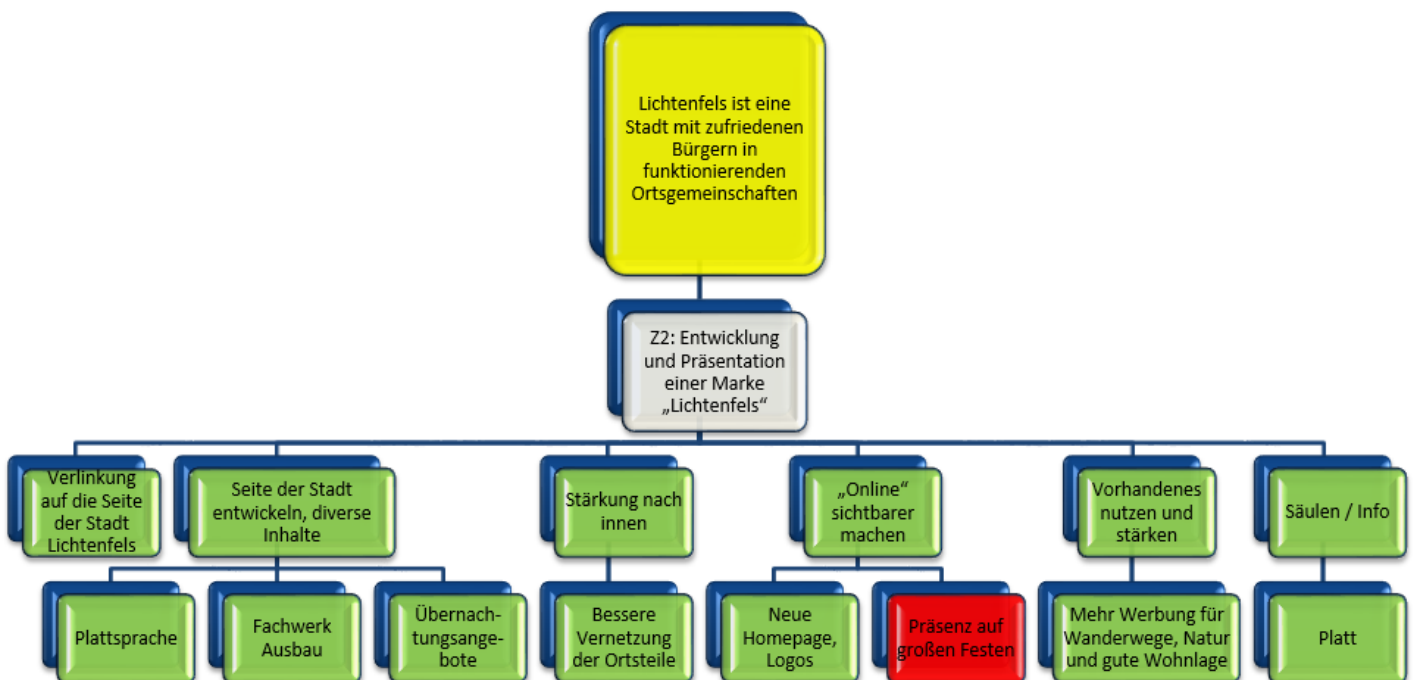 Lichtenfels ist eine
Stadt mit zufriedenen
Bürgern in
funktionierenden
Ortsgemeinschaften
Z2: Entwicklung
und Präsentation
einer Marke
„Lichtenfels“
Verlinkung
auf die Seite
der Stadt
Lichtenfels
Seite der Stadt
entwickeln, diverse
Inhalte
Stärkung nach
innen
„Online“
sichtbarer
machen
Vorhandenes
nutzen und
stärken
Säulen / Info
Plattsprache
Fachwerk
Ausbau
Übernach-
tungsange-
bote
Bessere
Vernetzung
der Ortsteile
Neue
Homepage,
Logos
Präsenz auf
großen Festen
Mehr Werbung für
Wanderwege, Natur
und gute Wohnlage
Platt